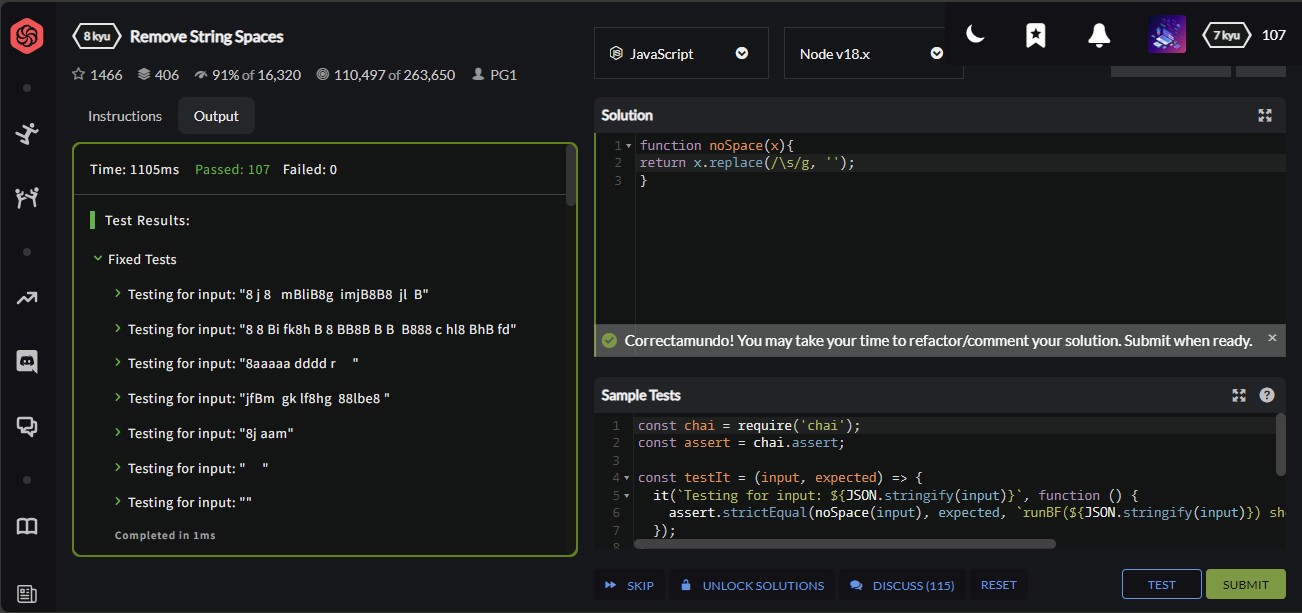 8 kyu Remove String Spaces
1466 406 91% of 16,320 110,497 of 263,650 PG1
JavaScript
Node v18.x
7 kyu 107
Instructions
Output
Time: 1105ms Passed: 107 Failed: 0
Test Results:
Fixed Tests
Testing for input: "8 j 8   mBliB8g  imjB8B8  jl  B"
Testing for input: "8 8 Bi fk8h B 8 BB8B B B  B888 c hl8 BhB fd"
Testing for input: "8aaaaa dddd r     "
Testing for input: "jfBm  gk lf8hg  88lbe8 "
Testing for input: "8j aam"
Testing for input: "     "
Testing for input: ""
Completed in 1ms
Solution
1 function noSpace(x){
2 return x.replace(/\s/g, '');
3 }
Correctamundo! You may take your time to refactor/comment your solution. Submit when ready.
Sample Tests
1 const chai = require('chai');
2 const assert = chai.assert;
3
4 const testIt = (input, expected) => {
5 it(`Testing for input: ${JSON.stringify(input)}`, function () {
6 assert.strictEqual(noSpace(input), expected, `runBF(${JSON.stringify(input)}) sh
7 });
8
SKIP
UNLOCK SOLUTIONS
DISCUSS (115)
RESET
TEST
SUBMIT